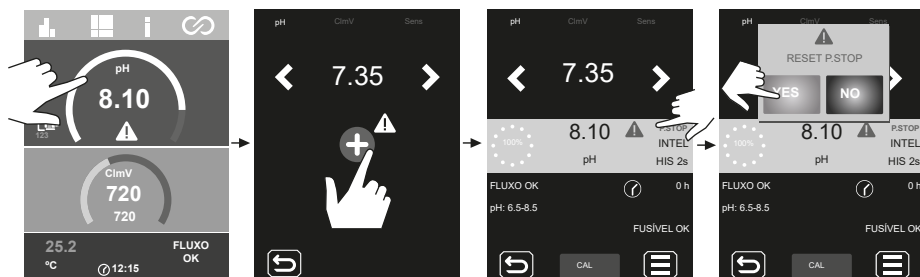 pH
8.10
123
ClmV
720
720
25.2
ºC
12:15
FLUXO
OK
pH ClmV Sens
7.35
pH ClmV Sens
7.35
100%
8.10
pH
P.STOP
INTEL
HIS 2s
FLUXO OK
0 h
pH: 6.5-8.5
FUSÍVEL OK
CAL
pH ClmV Sens
RESET P.STOP
YES NO
100%
8.10
pH
P.STOP
INTEL
HIS 2s
FLUXO OK
0 h
pH: 6.5-8.5
FUSÍVEL OK
CAL